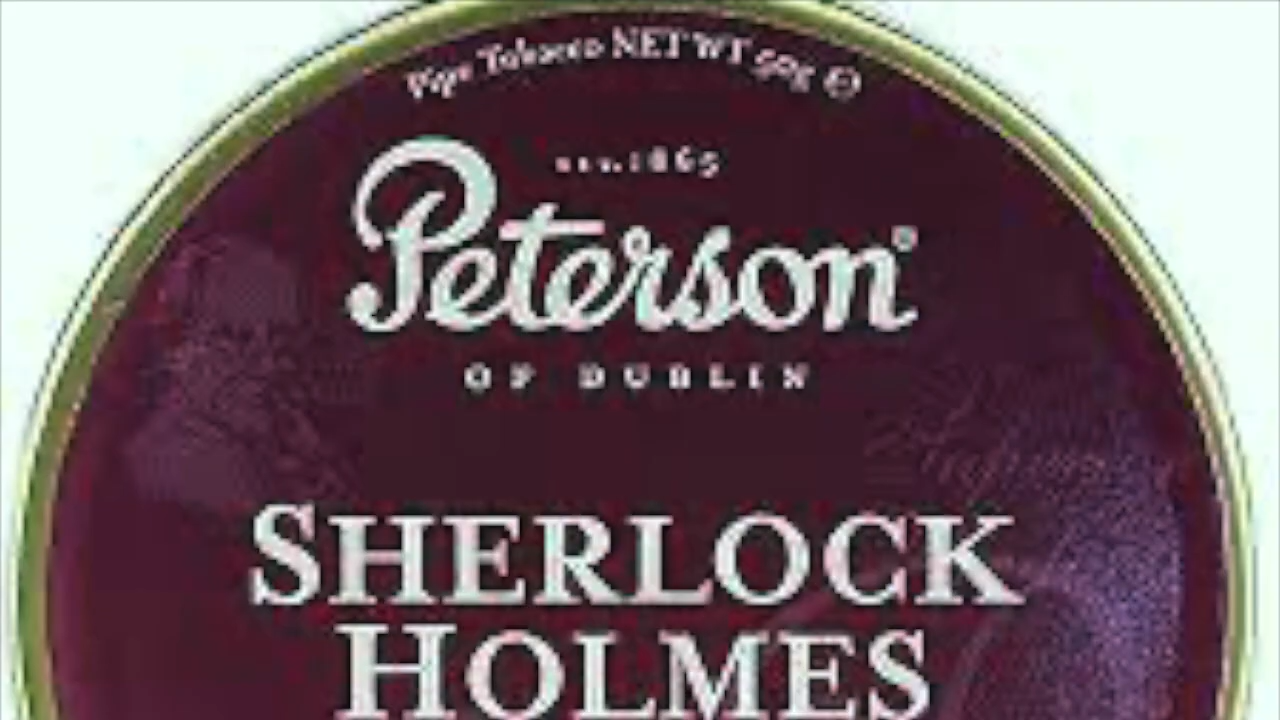 Pipe Tobacco NET WT 50g ℮
EST.1865
Peterson®
OF DUBLIN
SHERLOCK
HOLMES